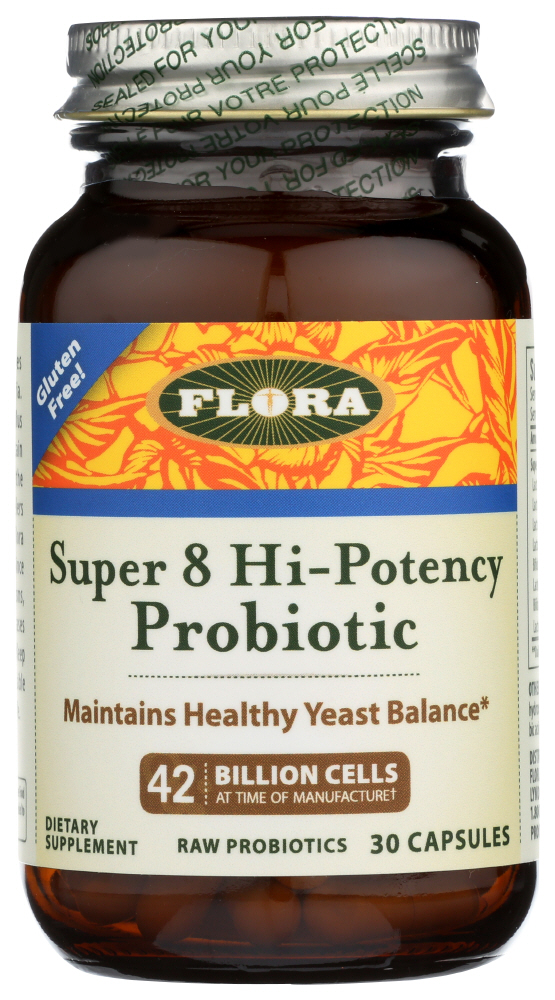 SEALED FOR YOUR PROTECTION
SCELLÉ POUR VOTRE PROTECTION
Gluten
Free!
FLORA
Super 8 Hi-Potency
Probiotic
Maintains Healthy Yeast Balance*
42 BILLION CELLS
AT TIME OF MANUFACTURE†
DIETARY
SUPPLEMENT
RAW PROBIOTICS
30 CAPSULES